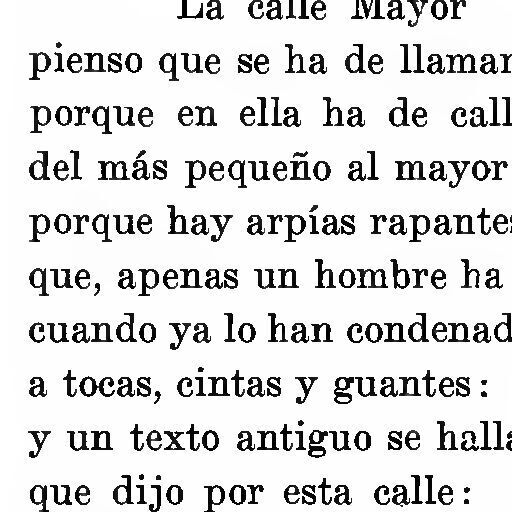 La calle Mayor
pienso que se ha de llamar
porque en ella ha de call
del más pequeño al mayor
porque hay arpías rapantes
que, apenas un hombre ha
cuando ya lo han condenad
a tocas, cintas y guantes:
y un texto antiguo se halla
que dijo por esta calle: